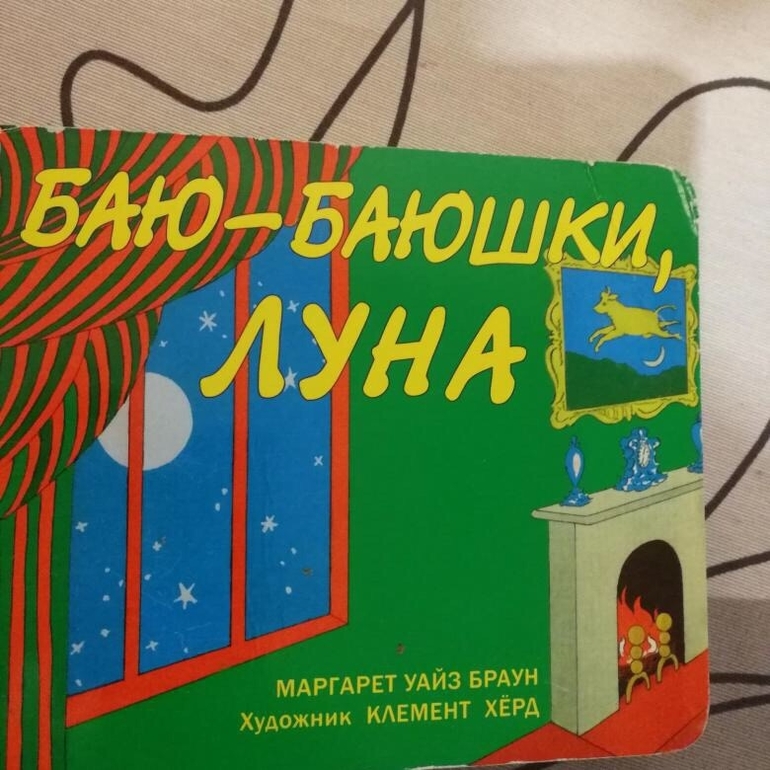 БАЮ-БАЮШКИ,
ЛУНА
МАРГАРЕТ УАЙЗ БРАУН
Художник КЛЕМЕНТ ХЁРД